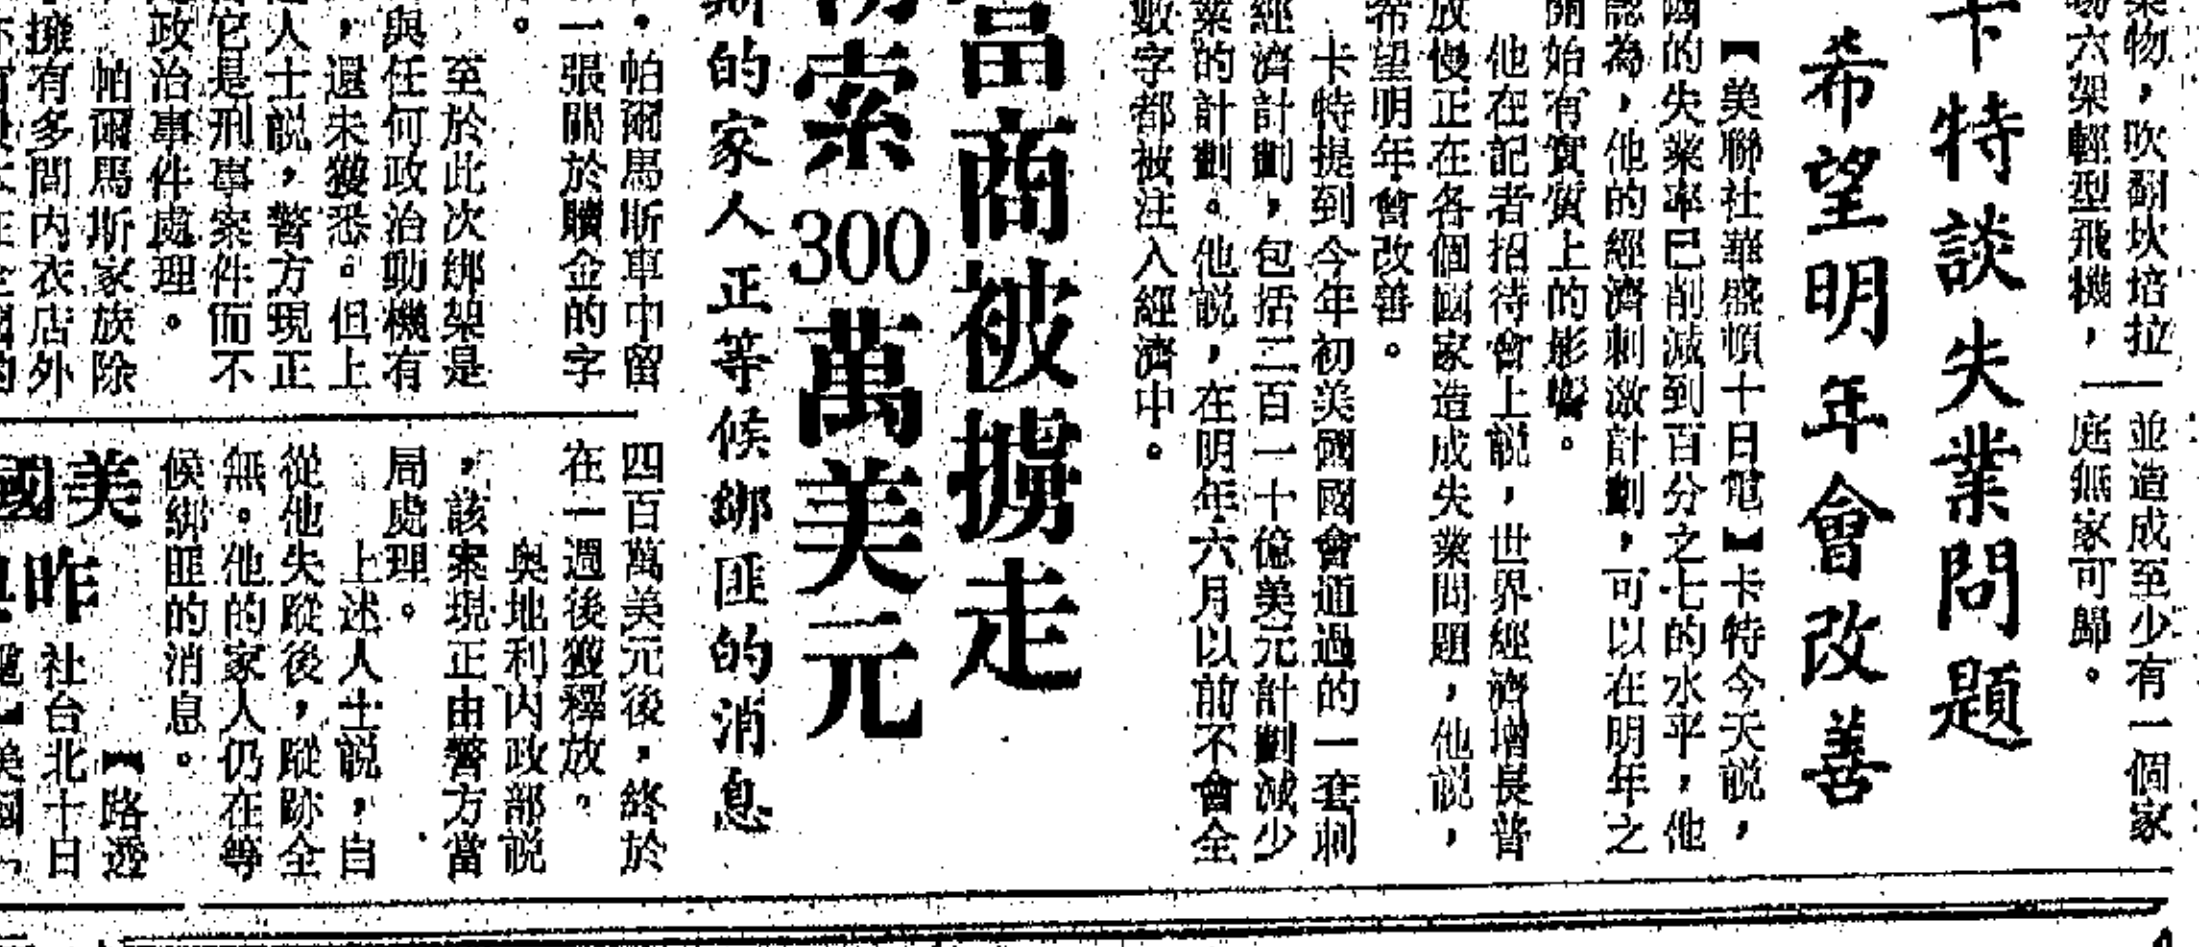 築物，吹翻坎培拉
六架輕型飛機，
並造成至少有一個家
庭無家可歸。
卡特談失業問題
希望明年會改善
【美聯社華盛頓十日電】卡特今天說，
國的失業率已削減到百分之七的水平，他
認為，他的經濟刺激計劃，可以在明年之
開始有實質上的影響。
他在記者招待會上說，世界經濟增長普
放慢正在各個國家造成失業問題，他說，
希望明年會改善。
卡特提到今年初美國國會通過的一套刺
經濟計劃，包括二百一十億美元計劃減少
業的計劃。他說，在明年六月以前不會全
數字都被注入經濟中。
富商被擄走
索300萬美元
斯的家人正等候綁匪的消息
，帕爾馬斯車中留
一張關於贖金的字
。
至於此次綁架是
與任何政治動機有
，還未獲悉。但上
人士說，警方現正
它是刑事案件而不
政治事件處理。
帕爾馬斯家族除
擁有多間內衣店外
四百萬美元後，終於
在一週後獲釋放。
奧地利內政部說
，該案現正由警方當
局處理。
上述人士說，自
從他失蹤後，蹤跡全
無。他的家人仍在等
候綁匪的消息。
美昨
國
【路透
社台北十日
電】美國